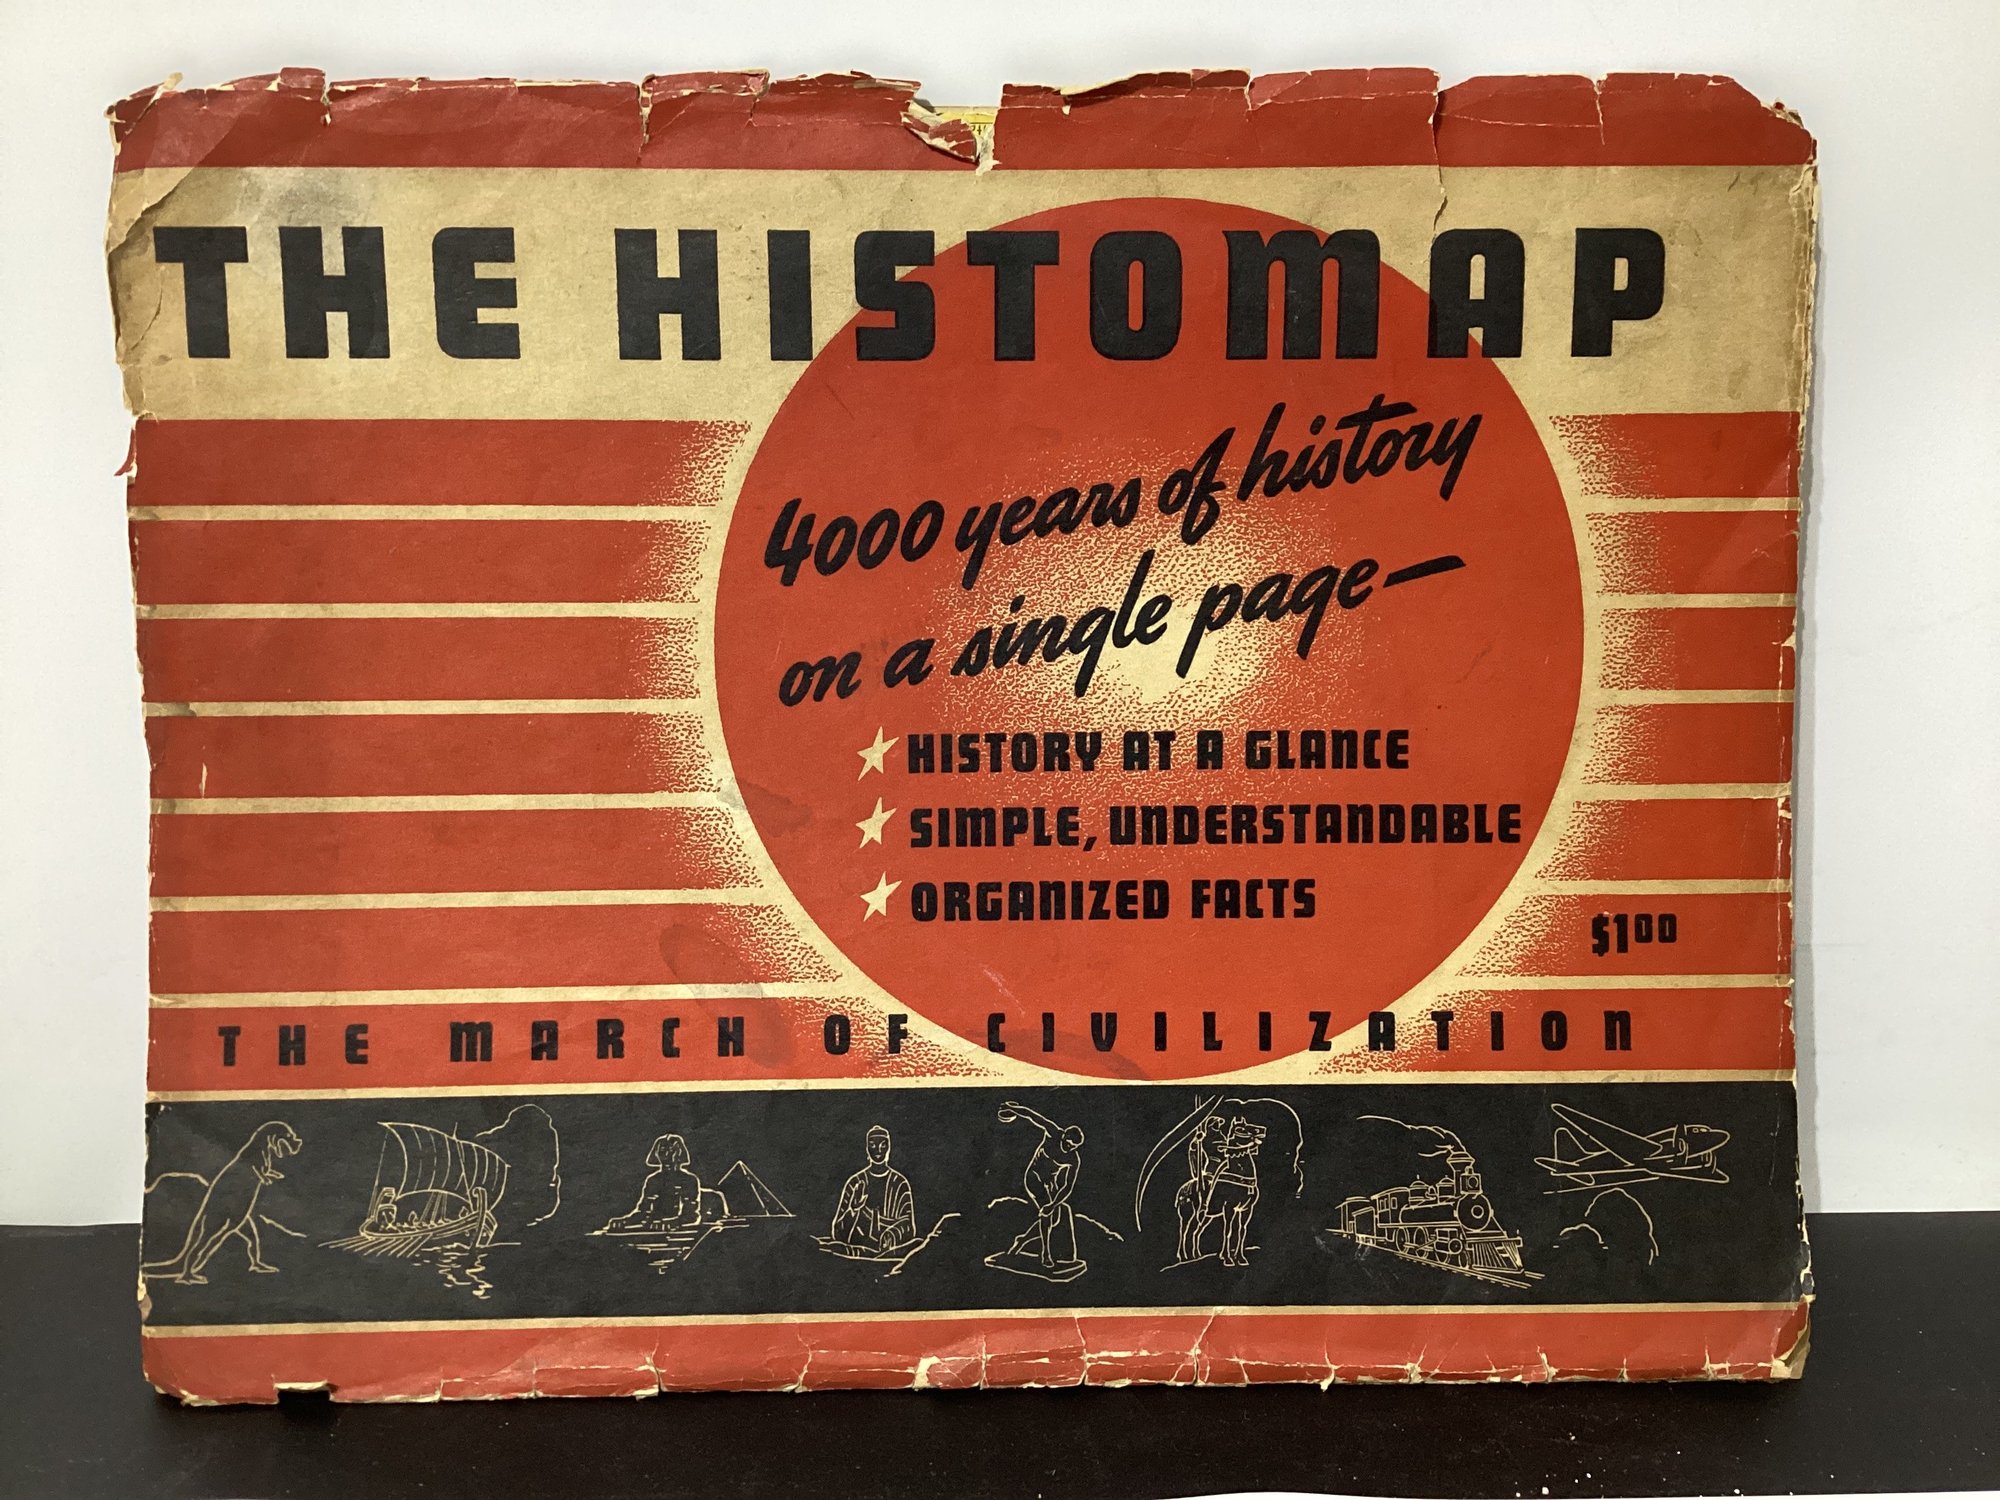 THE HISTOMAP
4000 years of history
on a single page—
HISTORY AT A GLANCE
SIMPLE, UNDERSTANDABLE
ORGANIZED FACTS
$1.00
THE MARCH OF CIVILIZATION